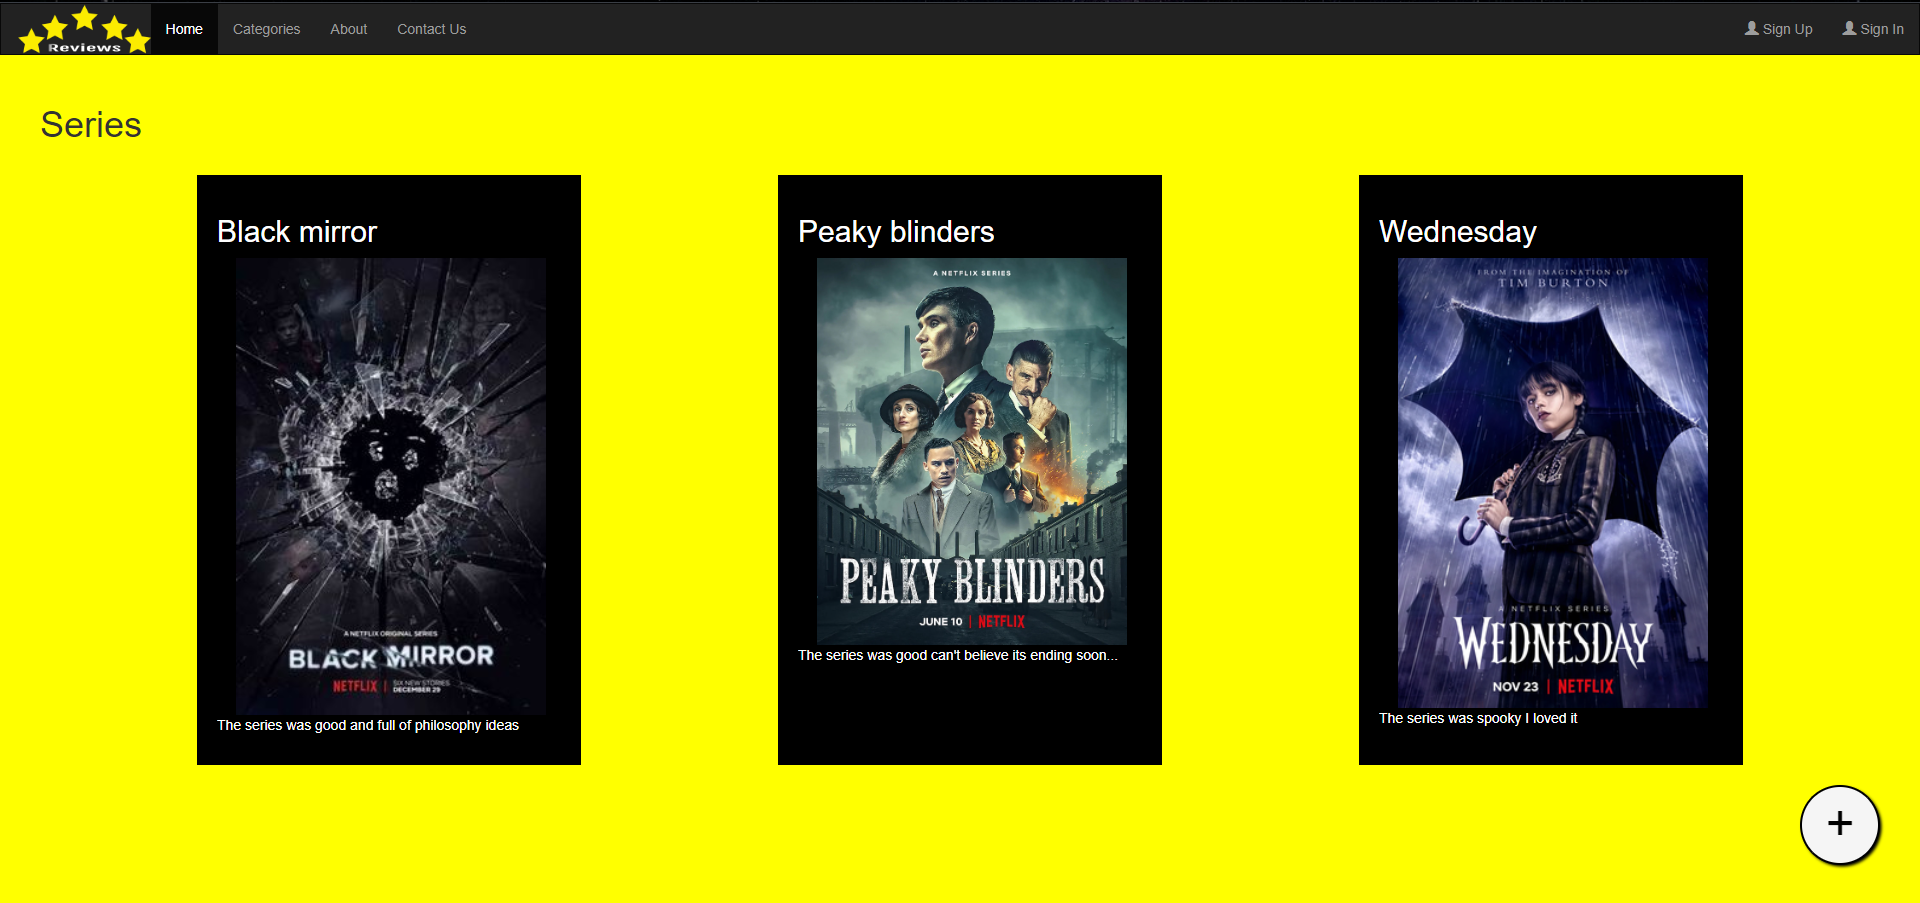 Reviews
Home
Categories
About
Contact Us
Sign Up
Sign In
Series
Black mirror
A NETFLIX ORIGINAL SERIES
BLACK MIRROR
NETFLIX | SIX NEW STORIES
DECEMBER 29
The series was good and full of philosophy ideas
Peaky blinders
A NETFLIX SERIES
PEAKY BLINDERS
JUNE 10 | NETFLIX
The series was good can't believe its ending soon...
Wednesday
FROM THE IMAGINATION OF
TIM BURTON
A NETFLIX SERIES
WEDNESDAY
NOV 23 | NETFLIX
The series was spooky I loved it
+